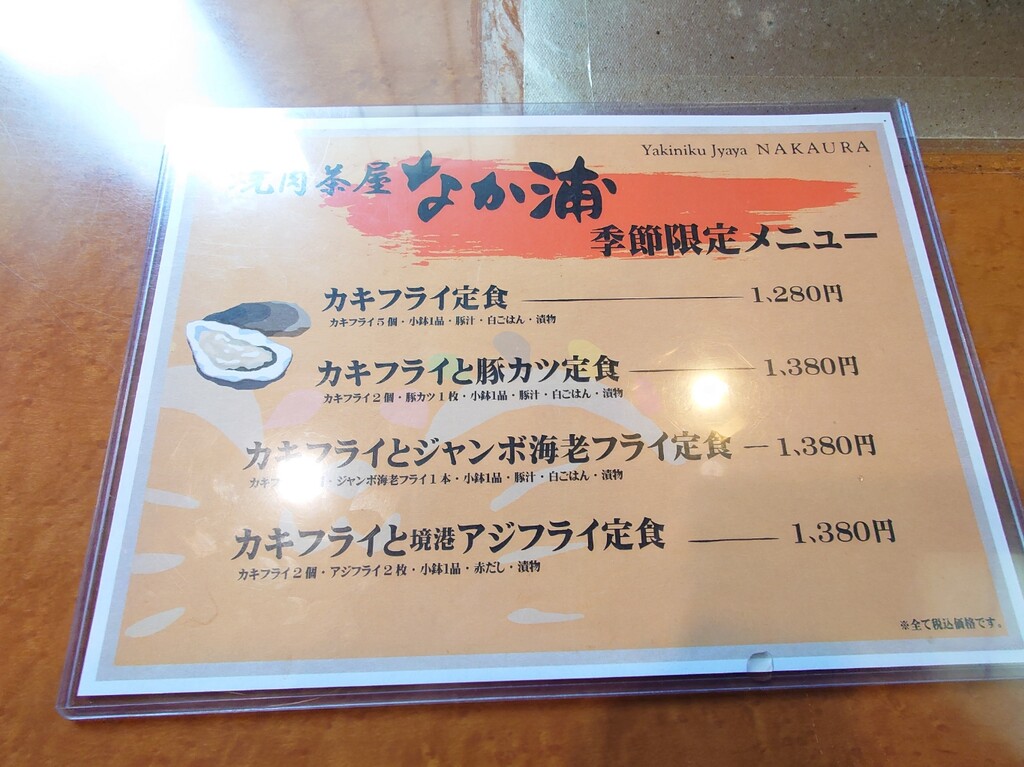 Yakiniku Jyaya NAKAURA
肉茶屋 なか浦
季節限定メニュー
カキフライ定食 1,280円
カキフライ5個・小鉢1品・豚汁・白ごはん・漬物
カキフライと豚カツ定食 1,380円
カキフライ2個・豚カツ1枚・小鉢1品・豚汁・白ごはん・漬物
カキフライとジャンボ海老フライ定食 1,380円
カキフ ・ジャンボ海老フライ1本・小鉢1品・豚汁・白ごはん・漬物
カキフライと境港アジフライ定食 1,380円
カキフライ2個・アジフライ2枚・小鉢1品・赤だし・漬物
※全て税込価格です。